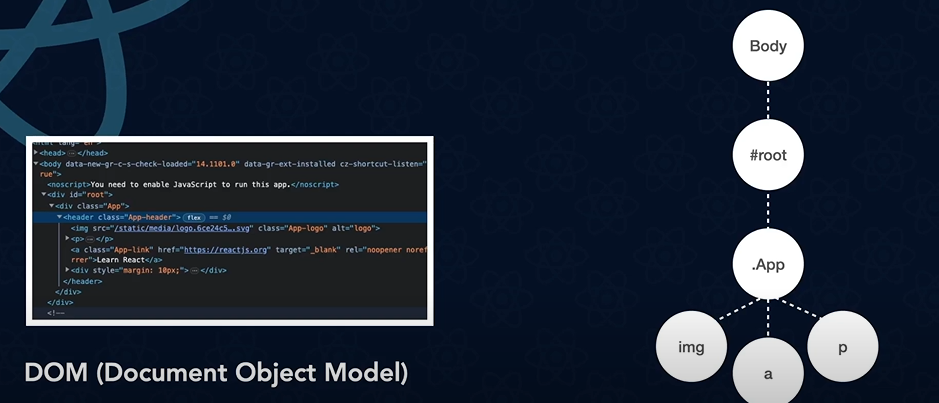 <html lang="en">
▶<head>⋯</head>
▼<body data-new-gr-c-s-check-loaded="14.1101.0" data-gr-ext-installed cz-shortcut-listen="
rue">
<noscript>You need to enable JavaScript to run this app.</noscript>
▼<div id="root">
▼<div class="App">
▼<header class="App-header"> flex == $0
<img src="/static/media/logo.6ce24c5….svg" class="App-logo" alt="logo">
▶<p>⋯</p>
<a class="App-link" href="https://reactjs.org" target="_blank" rel="noopener noref
rrer">Learn React</a>
▶<div style="margin: 10px;">⋯</div>
</header>
</div>
</div>
<!--
DOM (Document Object Model)
Body
#root
.App
img
a
p